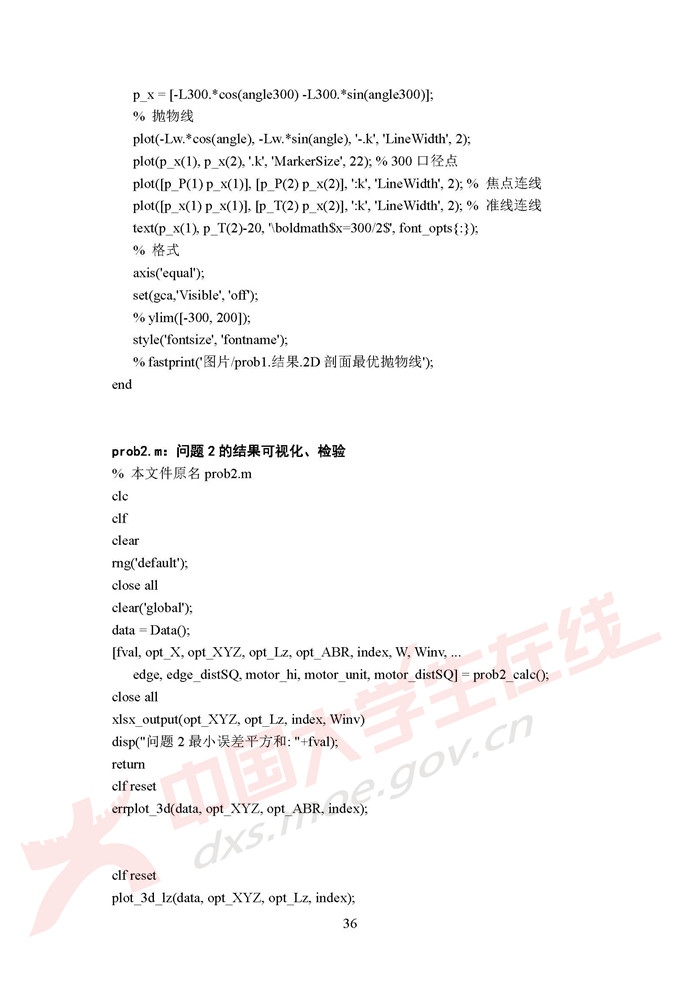 p_x = [-L300.*cos(angle300) -L300.*sin(angle300)];
% 抛物线
plot(-Lw.*cos(angle), -Lw.*sin(angle), '-.k', 'LineWidth', 2);
plot(p_x(1), p_x(2), '.k', 'MarkerSize', 22); % 300 口径点
plot([p_P(1) p_x(1)], [p_P(2) p_x(2)], ':k', 'LineWidth', 2); % 焦点连线
plot([p_x(1) p_x(1)], [p_T(2) p_x(2)], ':k', 'LineWidth', 2); % 准线连线
text(p_x(1), p_T(2)-20, '\boldmath$x=300/2$', font_opts{:});
% 格式
axis('equal');
set(gca,'Visible', 'off');
% ylim([-300, 200]);
style('fontsize', 'fontname');
% fastprint('图片/prob1.结果.2D 剖面最优抛物线');
end
prob2.m: 问题 2 的结果可视化、检验
% 本文件原名 prob2.m
clc
clf
clear
rng('default');
close all
clear('global');
data = Data();
[fval, opt_X, opt_XYZ, opt_Lz, opt_ABR, index, W, Winv, ...
edge, edge_distSQ, motor_hi, motor_unit, motor_distSQ] = prob2_calc();
close all
xlsx_output(opt_XYZ, opt_Lz, index, Winv)
disp("问题 2 最小误差平方和: "+fval);
return
clf reset
errplot_3d(data, opt_XYZ, opt_ABR, index);
clf reset
plot_3d_lz(data, opt_XYZ, opt_Lz, index);
36
中国大学生在线
dxs.moe.gov.cn